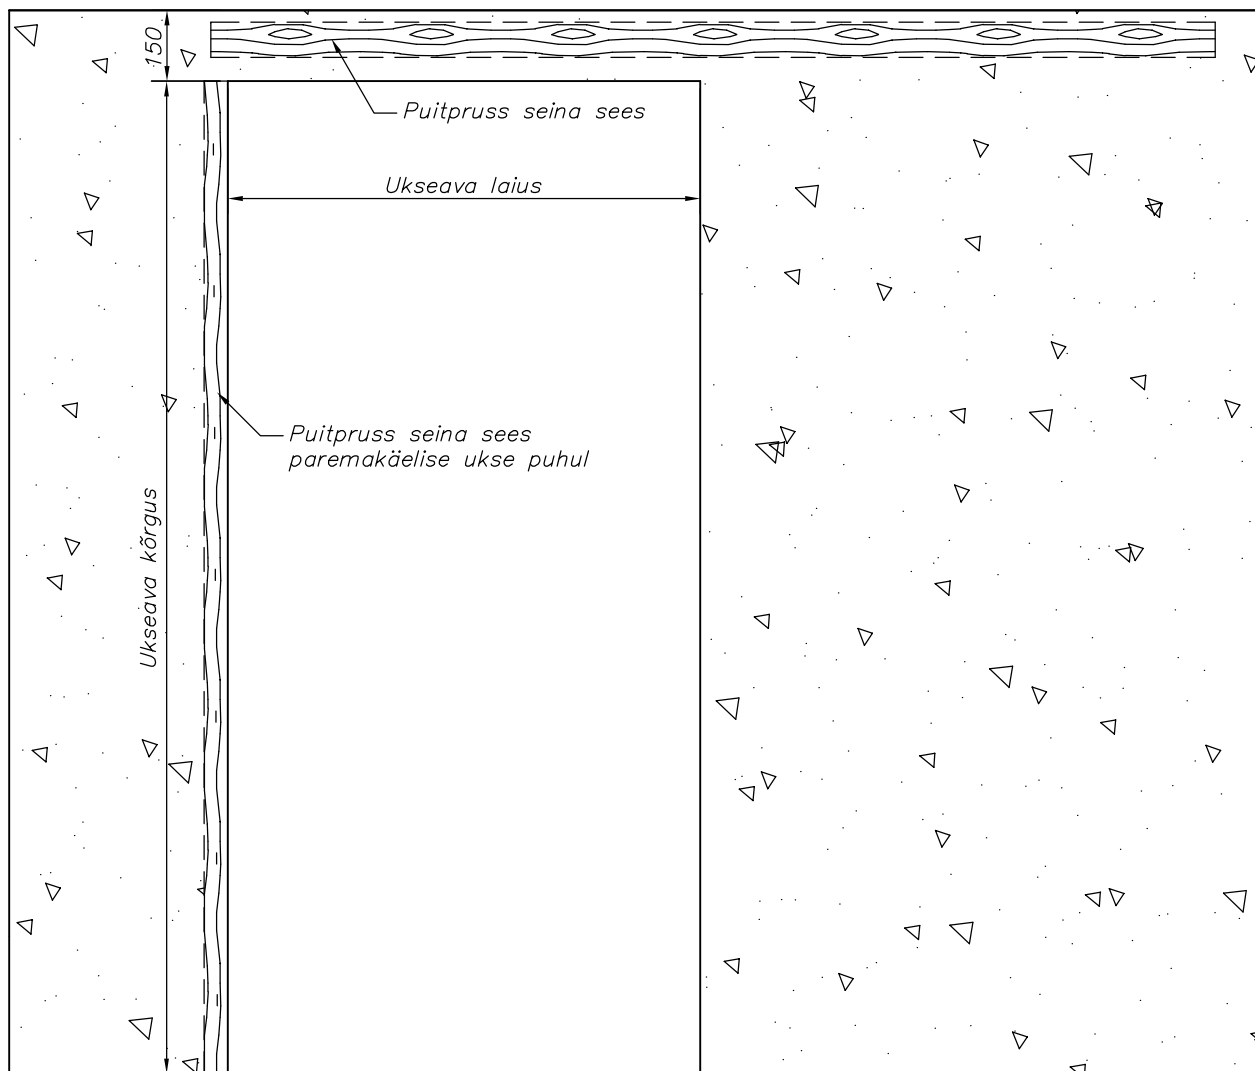 150
Puitpruss seina sees
Ukseava laius
Puitpruss seina sees
paremakäelise ukse puhul
Ukseava kõrgus